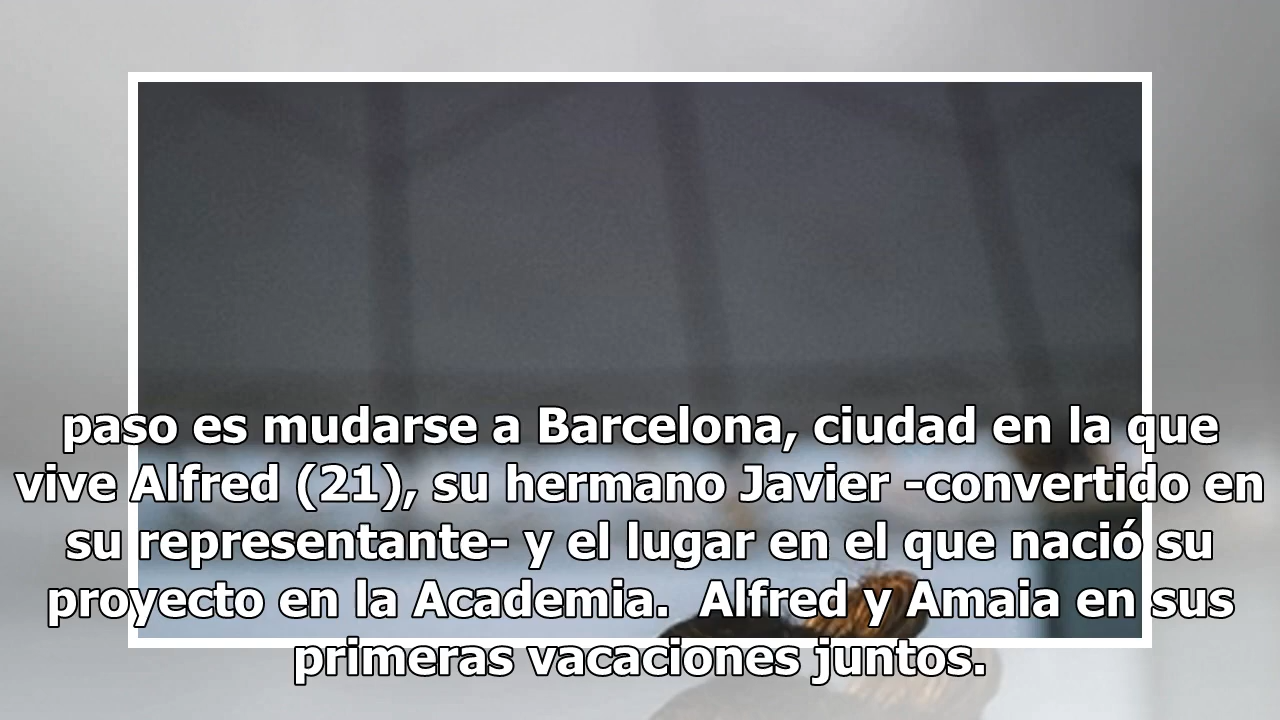 paso es mudarse a Barcelona, ciudad en la que
vive Alfred (21), su hermano Javier -convertido en
su representante- y el lugar en el que nació su
proyecto en la Academia.  Alfred y Amaia en sus
primeras vacaciones juntos.